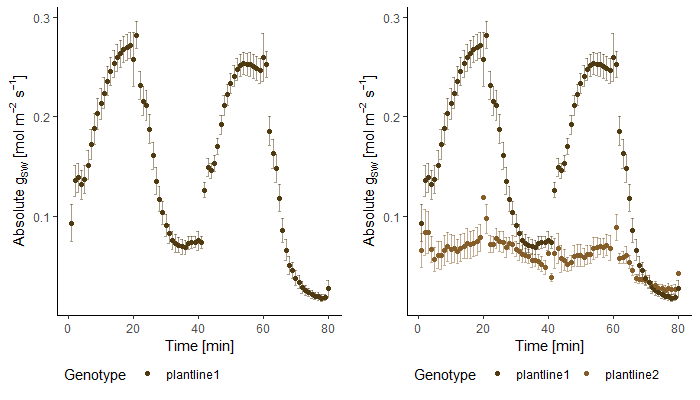 0.3
0.2
0.1
Absolute gSW [mol m−2 s−1]
0 20 40 60 80
Time [min]
Genotype plantline1
0.3
0.2
0.1
Absolute gSW [mol m−2 s−1]
0 20 40 60 80
Time [min]
Genotype plantline1 plantline2